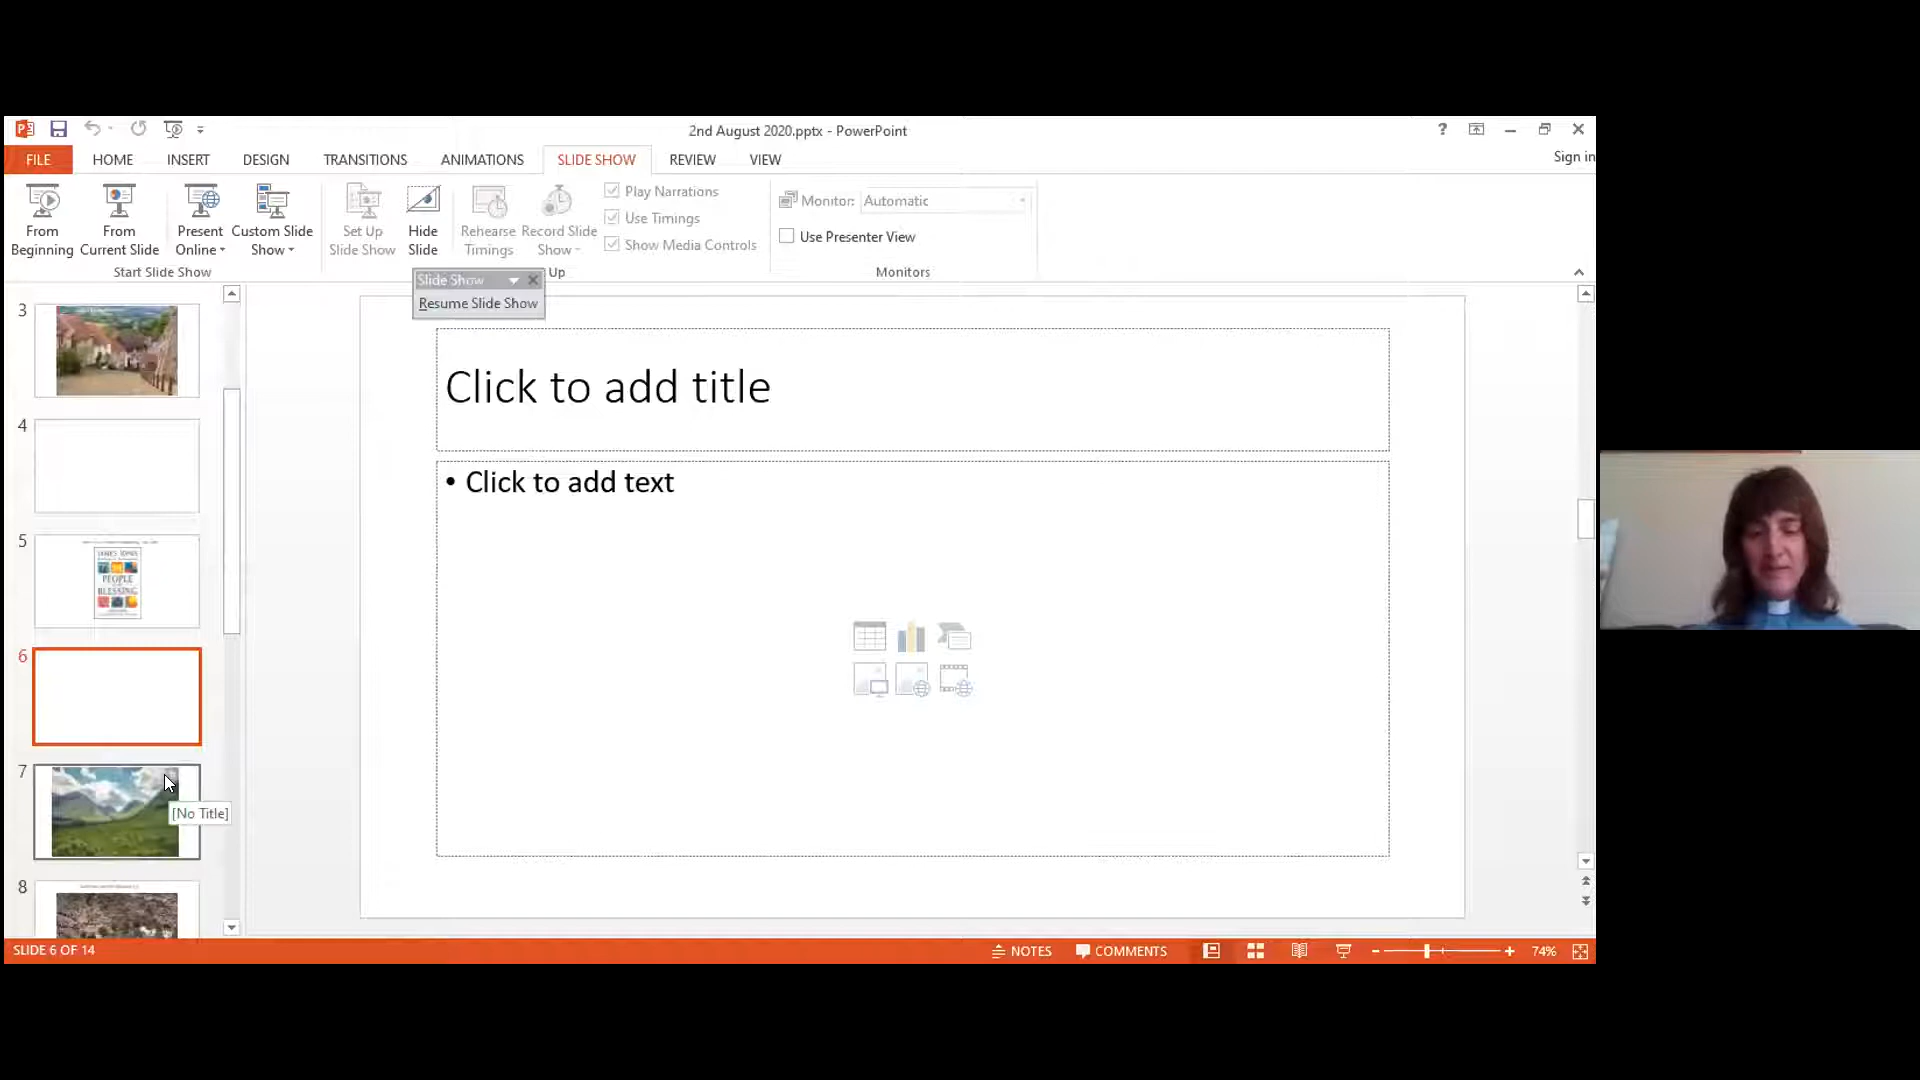 2nd August 2020.pptx - PowerPoint
?
Sign in
FILE HOME INSERT DESIGN TRANSITIONS ANIMATIONS SLIDE SHOW REVIEW VIEW
From Beginning
From Current Slide
Present Online
Custom Slide Show
Set Up Slide Show
Hide Slide
Rehearse Timings
Record Slide Show
Play Narrations
Use Timings
Show Media Controls
Monitor: Automatic
Use Presenter View
Start Slide Show
Up
Monitors
Slide Show
Resume Slide Show
3
4
5
JAMES JONES
PEOPLE
BLESSING
6
7
[No Title]
8
Click to add title
• Click to add text
SLIDE 6 OF 14
NOTES
COMMENTS
74%